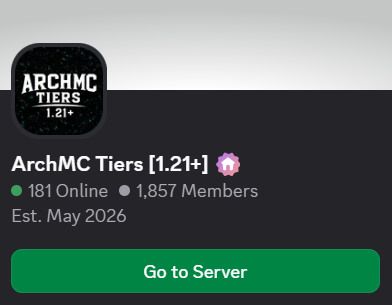 ARCHMC
TIERS
1.21+
ArchMC Tiers [1.21+]
181 Online 1,857 Members
Est. May 2026
Go to Server